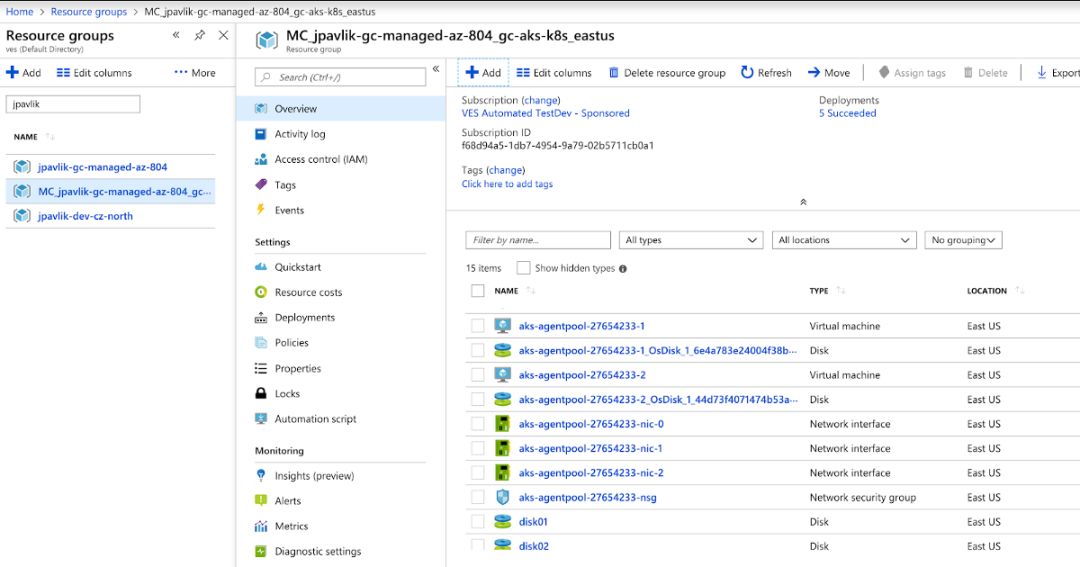 Home > Resource groups > MC_jpavlik-gc-managed-az-804_gc-aks-k8s_eastus
Resource groups
ves (Default Directory)
Add Edit columns ··· More
jpavlik
NAME
jpavlik-gc-managed-az-804
MC_jpavlik-gc-managed-az-804_gc-...
jpavlik-dev-cz-north
MC_jpavlik-gc-managed-az-804_gc-aks-k8s_eastus
Resource group
Search (Ctrl+/)
Overview
Activity log
Access control (IAM)
Tags
Events
Settings
Quickstart
Resource costs
Deployments
Policies
Properties
Locks
Automation script
Monitoring
Insights (preview)
Alerts
Metrics
Diagnostic settings
Add Edit columns Delete resource group Refresh Move Assign tags Delete Export
Subscription (change)
VES Automated TestDev - Sponsored
Subscription ID
f68d94a5-1db7-4954-9a79-02b5711cb0a1
Tags (change)
Click here to add tags
Deployments
5 Succeeded
Filter by name... All types All locations No grouping
15 items Show hidden types
NAME TYPE LOCATION
aks-agentpool-27654233-1 Virtual machine East US
aks-agentpool-27654233-1_OsDisk_1_6e4a783e24004f38b... Disk East US
aks-agentpool-27654233-2 Virtual machine East US
aks-agentpool-27654233-2_OsDisk_1_44d73f4071474b53a... Disk East US
aks-agentpool-27654233-nic-0 Network interface East US
aks-agentpool-27654233-nic-1 Network interface East US
aks-agentpool-27654233-nic-2 Network interface East US
aks-agentpool-27654233-nsg Network security group East US
disk01 Disk East US
disk02 Disk East US